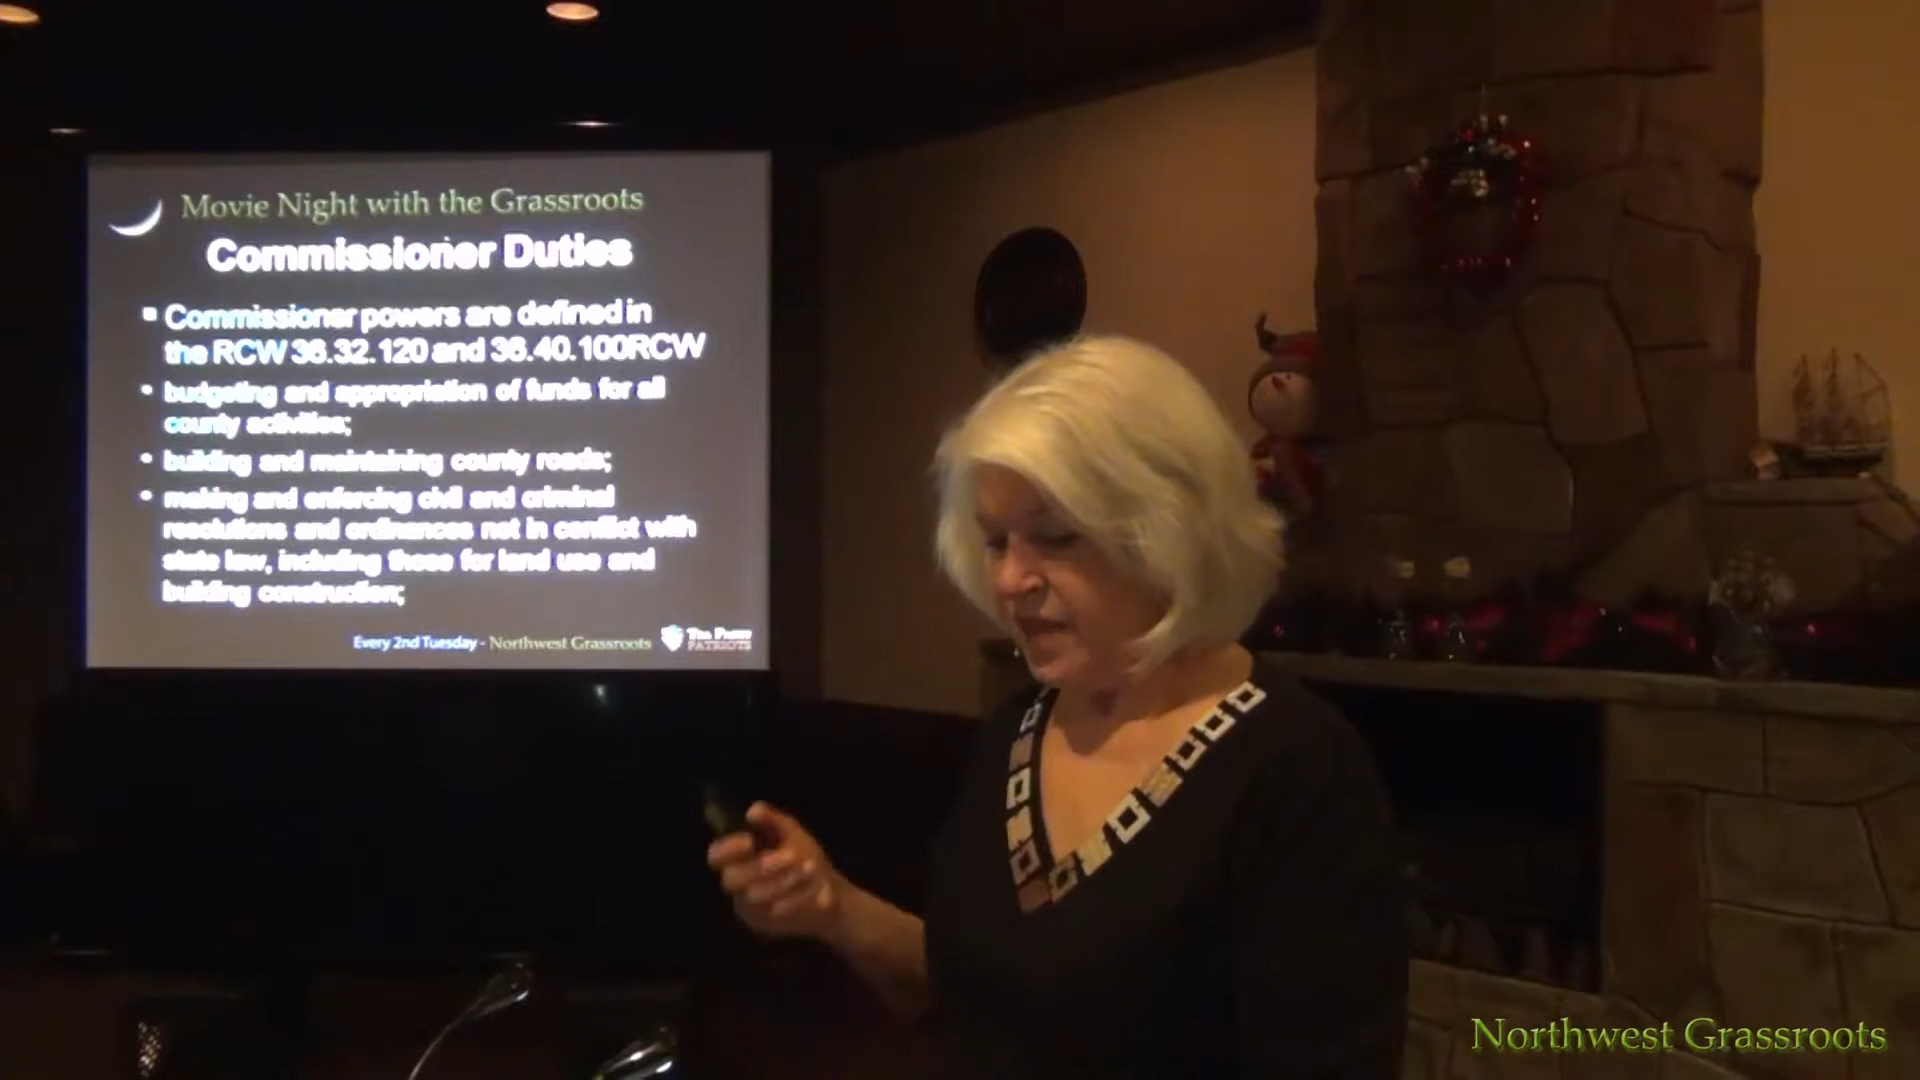 Movie Night with the Grassroots
Commissioner Duties
Commissioner powers are defined in
the RCW 36.32.120 and 36.40.100RCW
budgeting and appropriation of funds for all
county activities;
building and maintaining county roads;
making and enforcing civil and criminal
resolutions and ordinances not in conflict with
state law, including those for land use and
building construction;
Every 2nd Tuesday - Northwest Grassroots
TEA PARTY
PATRIOTS
Northwest Grassroots